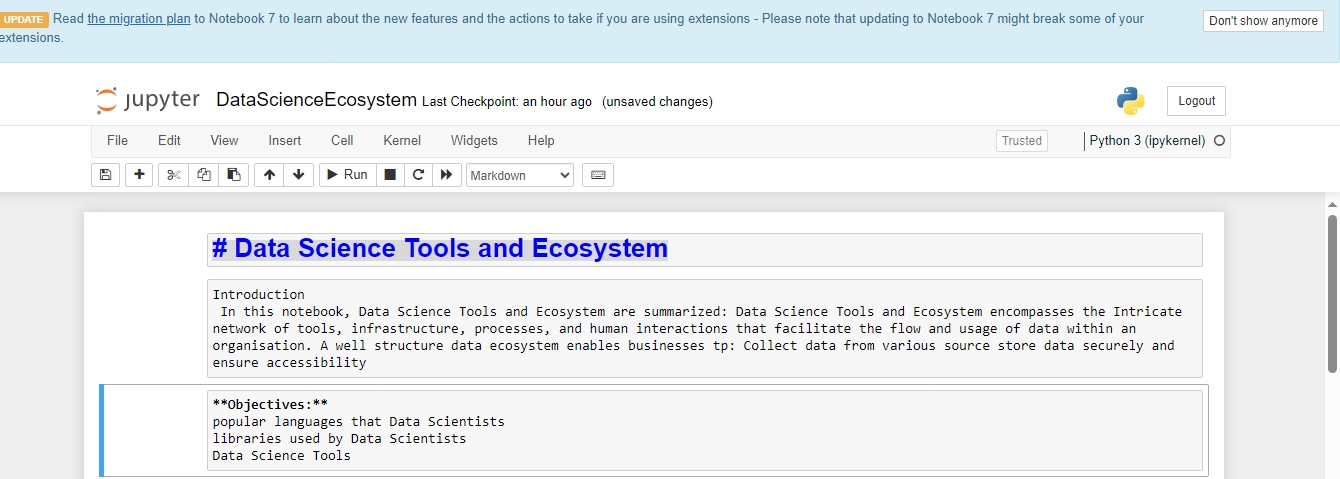 UPDATE Read the migration plan to Notebook 7 to learn about the new features and the actions to take if you are using extensions - Please note that updating to Notebook 7 might break some of your
extensions.
Don't show anymore
jupyter DataScienceEcosystem Last Checkpoint: an hour ago (unsaved changes)
Logout
File Edit View Insert Cell Kernel Widgets Help
Trusted
Python 3 (ipykernel)
Run
Markdown
# Data Science Tools and Ecosystem
Introduction
In this notebook, Data Science Tools and Ecosystem are summarized: Data Science Tools and Ecosystem encompasses the Intricate
network of tools, infrastructure, processes, and human interactions that facilitate the flow and usage of data within an
organisation. A well structure data ecosystem enables businesses tp: Collect data from various source store data securely and
ensure accessibility
**Objectives:**
popular languages that Data Scientists
libraries used by Data Scientists
Data Science Tools